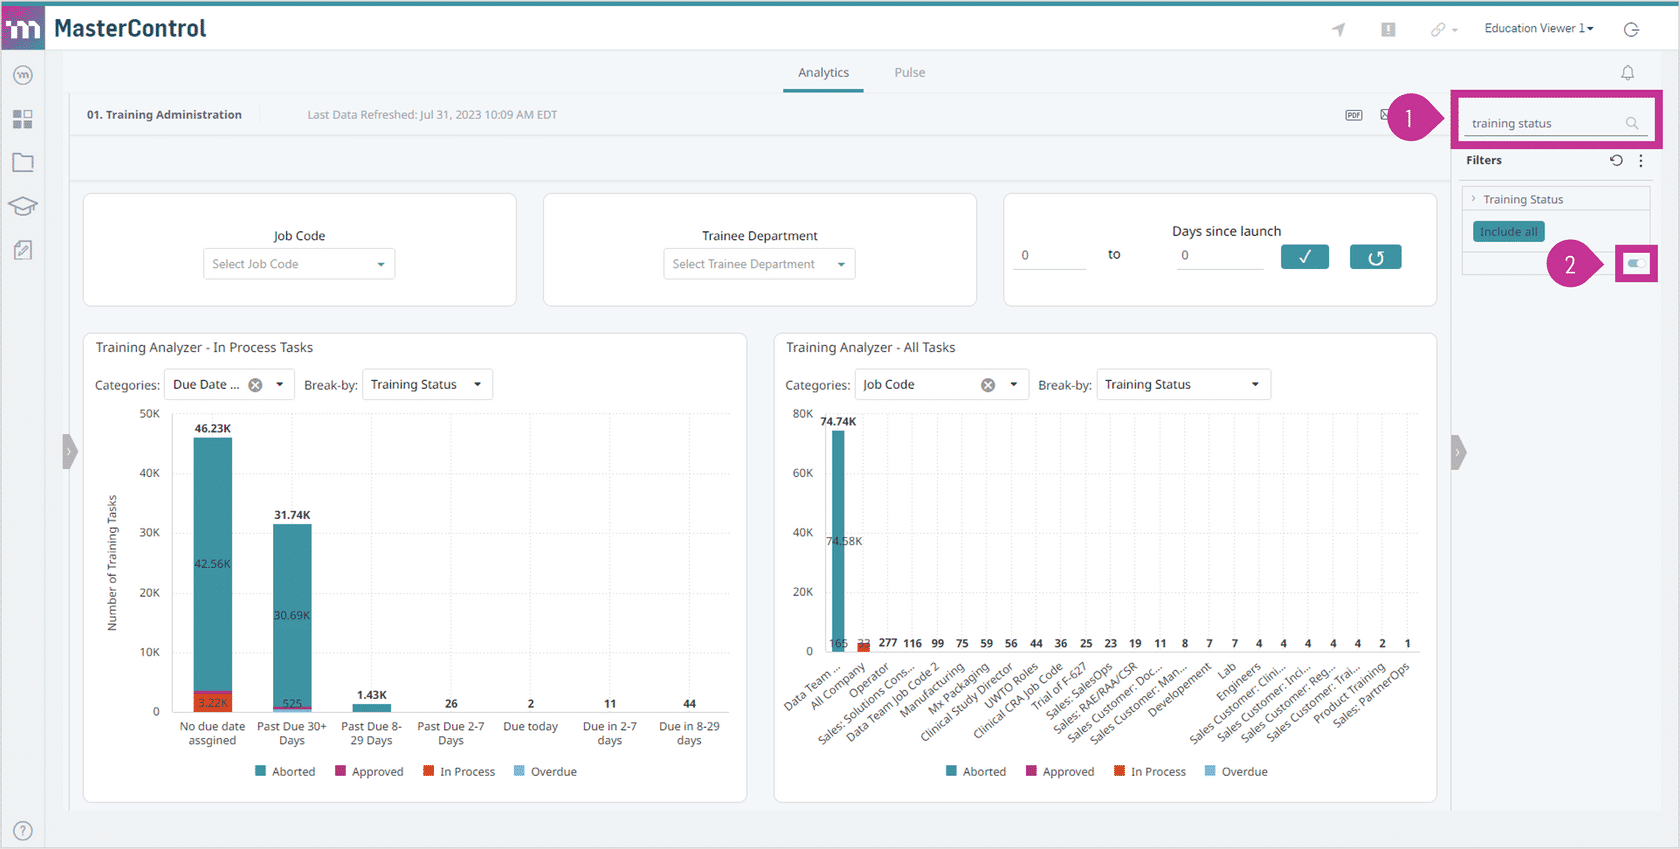 MasterControl
Education Viewer 1
Analytics
Pulse
01. Training Administration
Last Data Refreshed: Jul 31, 2023 10:09 AM EDT
PDF
1
training status
Filters
Training Status
Include all
2
Job Code
Select Job Code
Trainee Department
Select Trainee Department
Days since launch
0
to
0
Training Analyzer - In Process Tasks
Categories:
Due Date ...
Break-by:
Training Status
Number of Training Tasks
50K
40K
30K
20K
10K
0
46.23K
42.56K
3.22K
31.74K
30.69K
525
1.43K
26
2
11
44
No due date
assgined
Past Due 30+
Days
Past Due 8-
29 Days
Past Due 2-7
Days
Due today
Due in 2-7
days
Due in 8-29
days
Aborted
Approved
In Process
Overdue
Training Analyzer - All Tasks
Categories:
Job Code
Break-by:
Training Status
80K
60K
40K
20K
0
74.74K
74.58K
165
33
277
116
99
75
59
56
44
36
25
23
19
11
8
7
7
4
4
4
4
4
2
1
Data Team ...
All Company
Operator
Sales: Solutions Cons...
Data Team Job Code 2
Manufacturing
Mx Packaging
Clinical Study Director
UWTO Roles
Clinical CRA Job Code
Trial of F-627
Sales: SalesOps
Sales: RAE/RAA/CSR
Sales Customer: Doc...
Sales Customer: Man...
Developement
Lab
Engineers
Sales Customer: Clini...
Sales Customer: Inci...
Sales Customer: Reg...
Sales Customer: Trai...
Product Training
Sales: PartnerOps
Aborted
Approved
In Process
Overdue